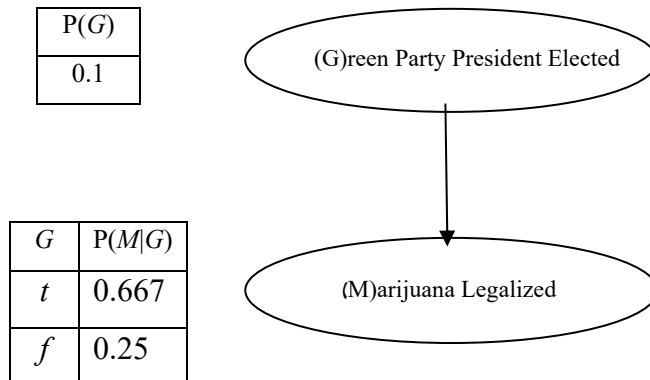 P(G)
0.1
(G)reen Party President Elected
G P(M|G)
t 0.667
f 0.25
(M)arijuana Legalized